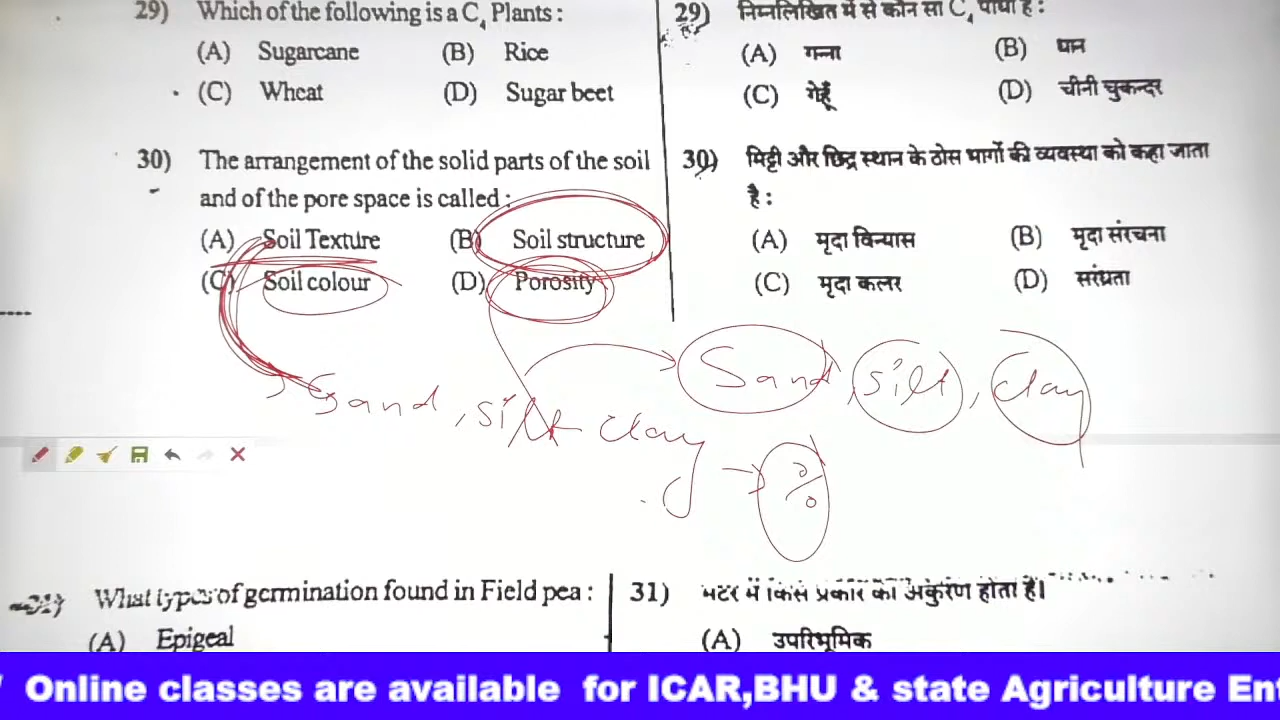 29) Which of the following is a C4 Plants :
(A) Sugarcane (B) Rice
(C) Wheat (D) Sugar beet
30) The arrangement of the solid parts of the soil
and of the pore space is called :
(A) Soil Texture (B) Soil structure
(C) Soil colour (D) Porosity
29) निम्नलिखित में से कौन सा C4 पौधा है :
(A) गन्ना (B) धान
(C) गेहूँ (D) चीनी चुकन्दर
30) मिट्टी और छिद्र स्थान के ठोस भागों की व्यवस्था को कहा जाता
है :
(A) मृदा विन्यास (B) मृदा संरचना
(C) मृदा कलर (D) सरंध्रता
Sand, silt, clay
Sand, silt clay
%
31) What types of germination found in Field pea :
(A) Epigeal
31) मटर में किस प्रकार का अंकुरण होता है।
(A) उपरिभूमिक
Online classes are available for ICAR,BHU & state Agriculture Ent